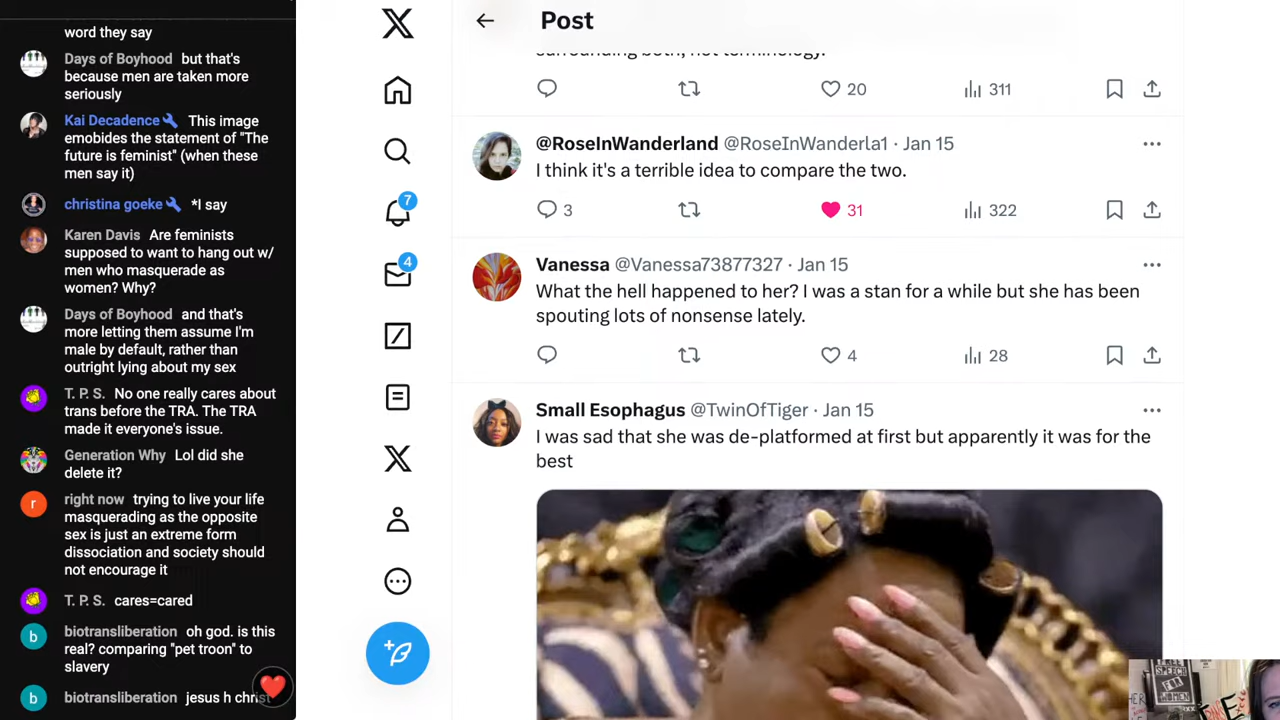 word they say
Days of Boyhood but that's
because men are taken more
seriously
Kai Decadence This image
emobides the statement of "The
future is feminist" (when these
men say it)
christina goeke *I say
Karen Davis Are feminists
supposed to want to hang out w/
men who masquerade as
women? Why?
Days of Boyhood and that's
more letting them assume I'm
male by default, rather than
outright lying about my sex
T. P. S. No one really cares about
trans before the TRA. The TRA
made it everyone's issue.
Generation Why Lol did she
delete it?
r
right now trying to live your life
masquerading as the opposite
sex is just an extreme form
dissociation and society should
not encourage it
T. P. S. cares=cared
b
biotransliberation oh god. is this
real? comparing "pet troon" to
slavery
b
biotransliberation jesus h christ
7
4
Post
surrounding both, not terminology.
20
311
@RoseInWanderland @RoseInWanderla1 · Jan 15
I think it's a terrible idea to compare the two.
3
31
322
Vanessa @Vanessa73877327 · Jan 15
What the hell happened to her? I was a stan for a while but she has been
spouting lots of nonsense lately.
4
28
Small Esophagus @TwinOfTiger · Jan 15
I was sad that she was de-platformed at first but apparently it was for the
best
SPEECH
FOR
WOMEN